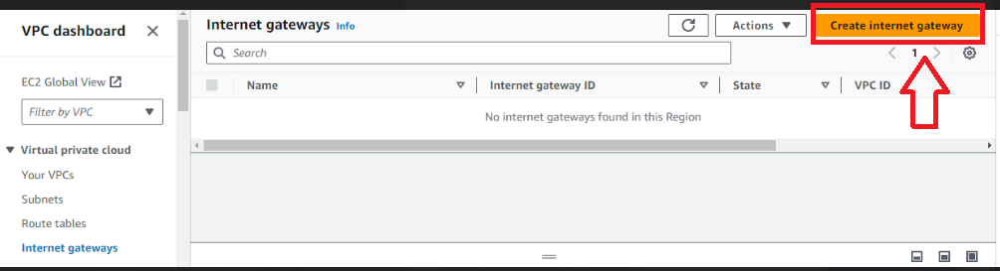 VPC dashboard
EC2 Global View
Filter by VPC
Virtual private cloud
Your VPCs
Subnets
Route tables
Internet gateways
Internet gateways Info
Actions
Create internet gateway
Search
1
Name Internet gateway ID State VPC ID
No internet gateways found in this Region